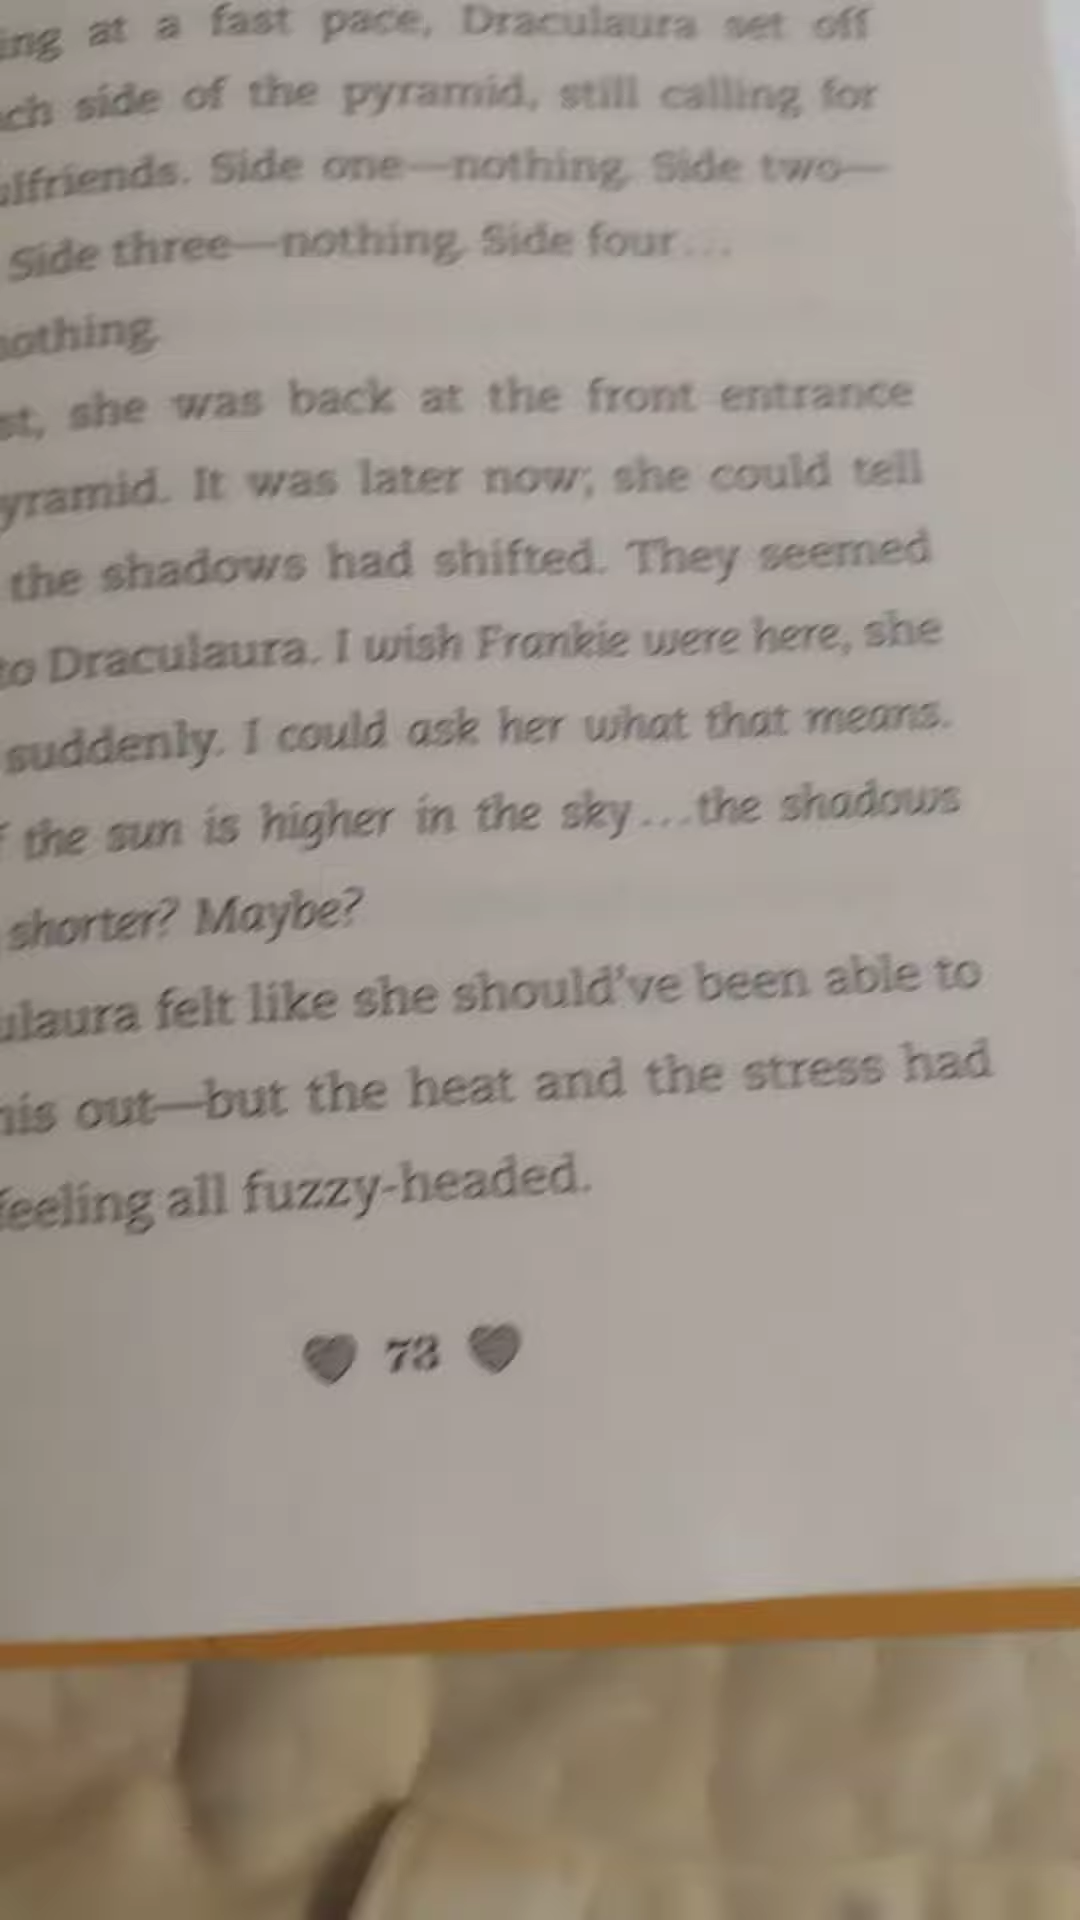 ing at a fast pace, Draculaura set off
ch side of the pyramid, still calling for
ulfriends. Side one—nothing. Side two—
Side three—nothing. Side four...
nothing.
st, she was back at the front entrance
yramid. It was later now; she could tell
the shadows had shifted. They seemed
to Draculaura. I wish Frankie were here, she
suddenly. I could ask her what that means.
f the sun is higher in the sky...the shadows
shorter? Maybe?
ulaura felt like she should've been able to
his out—but the heat and the stress had
feeling all fuzzy-headed.
73